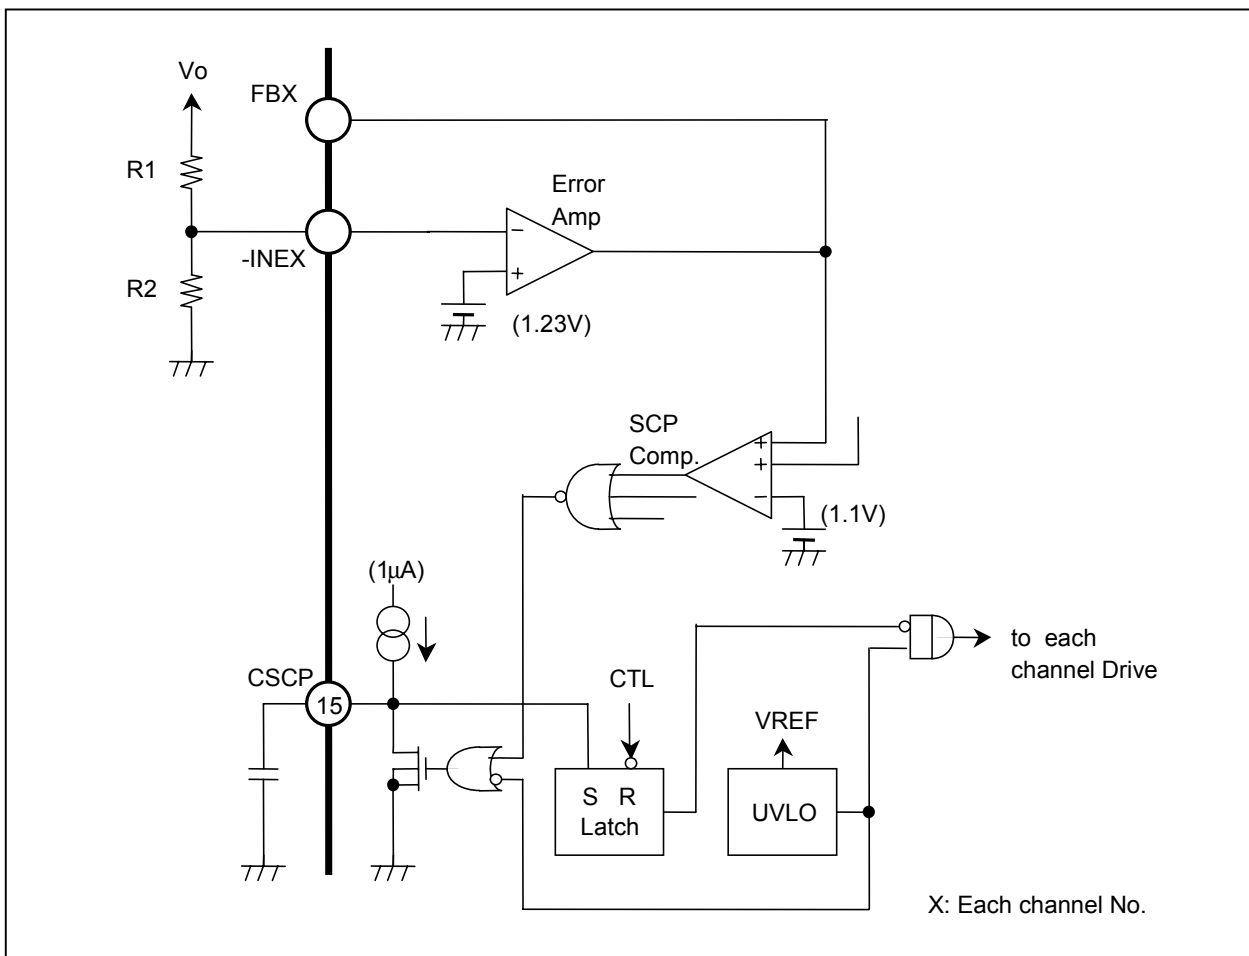 Vo
FBX
R1
Error
Amp
−
-INEX
+
R2
(1.23V)
SCP
Comp.
+
+
−
(1.1V)
(1µA)
to each
channel Drive
CSCP
15
CTL
VREF
S R
Latch
UVLO
X: Each channel No.